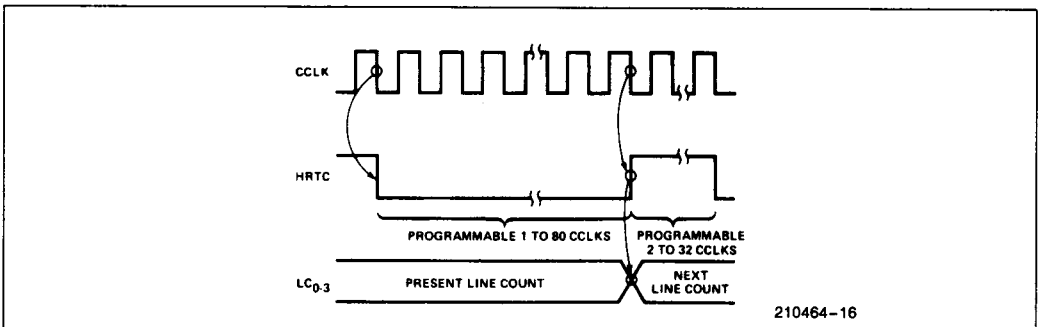 CCLK
HRTC
PROGRAMMABLE 1 TO 80 CCLKS
PROGRAMMABLE
2 TO 32 CCLKS
LC0-3
PRESENT LINE COUNT
NEXT
LINE COUNT
210464-16